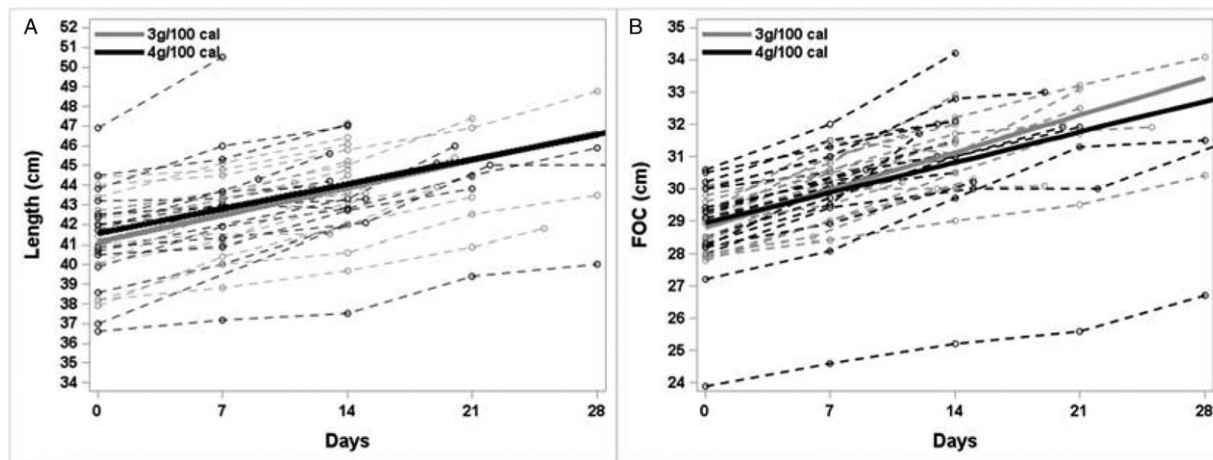 A
52
51
50
49
48
47
46
45
44
43
42
41
40
39
38
37
36
35
34
Length (cm)
3g/100 cal
4g/100 cal
0 7 14 21 28
Days
B
35
34
33
32
31
30
29
28
27
26
25
24
FOC (cm)
3g/100 cal
4g/100 cal
0 7 14 21 28
Days